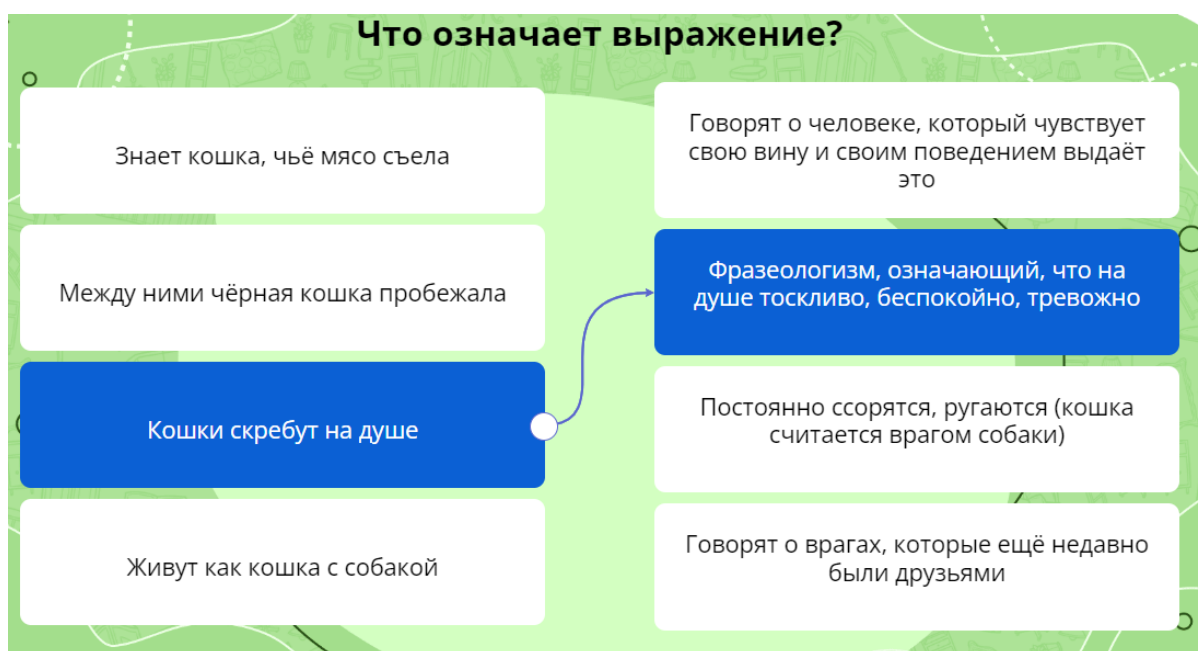 Что означает выражение?
Знает кошка, чьё мясо съела
Говорят о человеке, который чувствует
свою вину и своим поведением выдаёт
это
Между ними чёрная кошка пробежала
Фразеологизм, означающий, что на
душе тоскливо, беспокойно, тревожно
Кошки скребут на душе
Постоянно ссорятся, ругаются (кошка
считается врагом собаки)
Живут как кошка с собакой
Говорят о врагах, которые ещё недавно
были друзьями